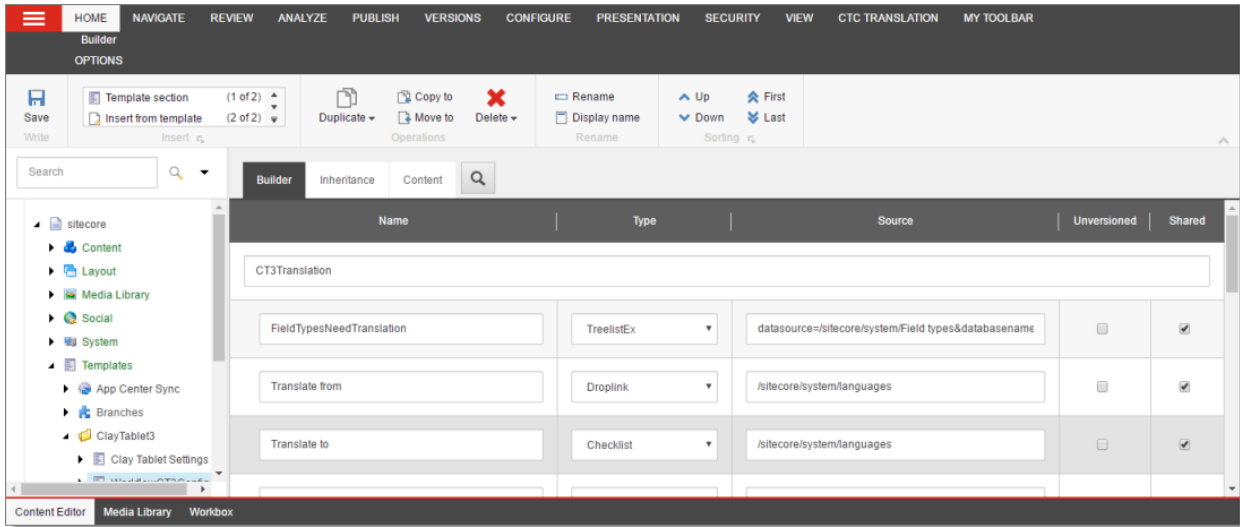 HOME NAVIGATE REVIEW ANALYZE PUBLISH VERSIONS CONFIGURE PRESENTATION SECURITY VIEW CTC TRANSLATION MY TOOLBAR
Builder
OPTIONS
Template section (1 of 2)
Insert from template (2 of 2)
Save
Write
Insert
Duplicate
Copy to
Move to
Delete
Operations
Rename
Display name
Rename
Up First
Down Last
Sorting
Search
Builder Inheritance Content
sitecore
Content
Layout
Media Library
Social
System
Templates
App Center Sync
Branches
ClayTablet3
Clay Tablet Settings
Name Type Source Unversioned Shared
CT3Translation
FieldTypesNeedTranslation TreelistEx datasource=/sitecore/system/Field types&databasename
Translate from Droplink /sitecore/system/languages
Translate to Checklist /sitecore/system/languages
Content Editor Media Library Workbox